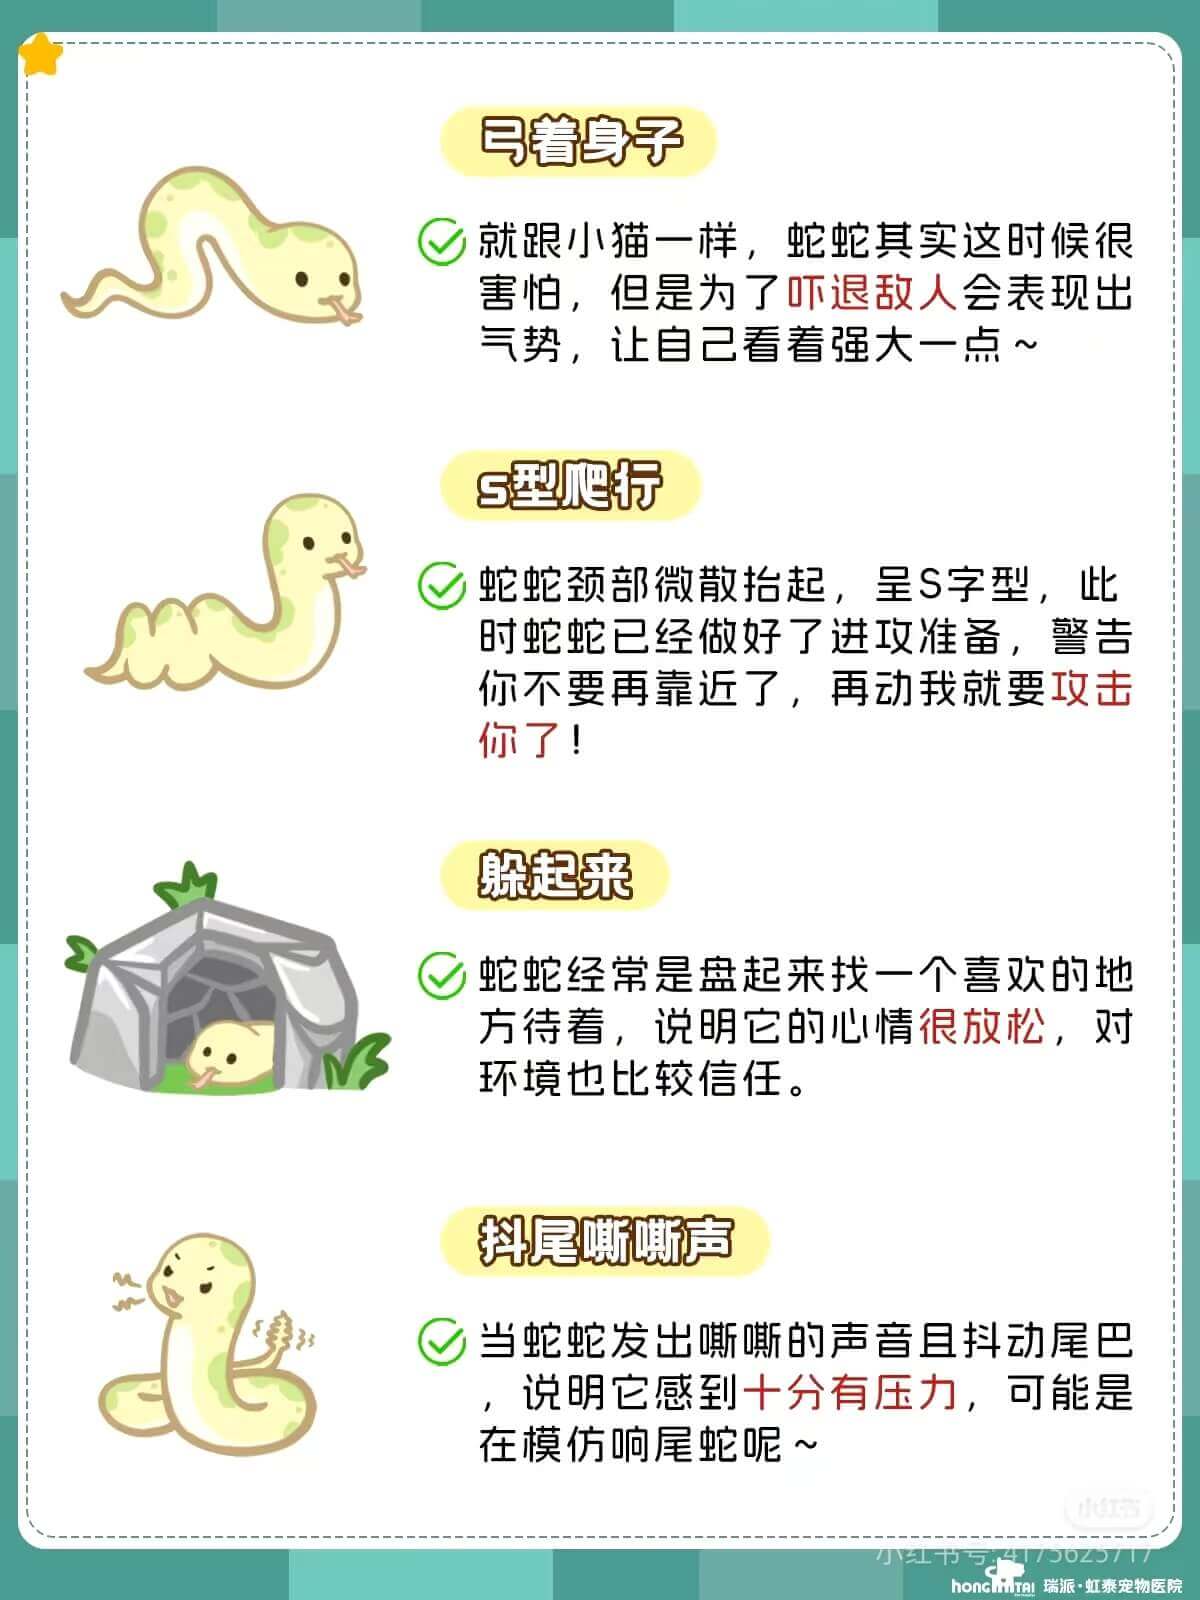 弓着身子
就跟小猫一样，蛇蛇其实这时候很
害怕，但是为了吓退敌人会表现出
气势，让自己看着强大一点~
s型爬行
蛇蛇颈部微散抬起，呈S字型，此
时蛇蛇已经做好了进攻准备，警告
你不要再靠近了，再动我就要攻击
你了！
躲起来
蛇蛇经常是盘起来找一个喜欢的地
方待着，说明它的心情很放松，对
环境也比较信任。
抖尾嘶嘶声
当蛇蛇发出嘶嘶的声音且抖动尾巴
，说明它感到十分有压力，可能是
在模仿响尾蛇呢~
小红书
小红书号:4175625717
hongTAI 瑞派·虹泰宠物医院